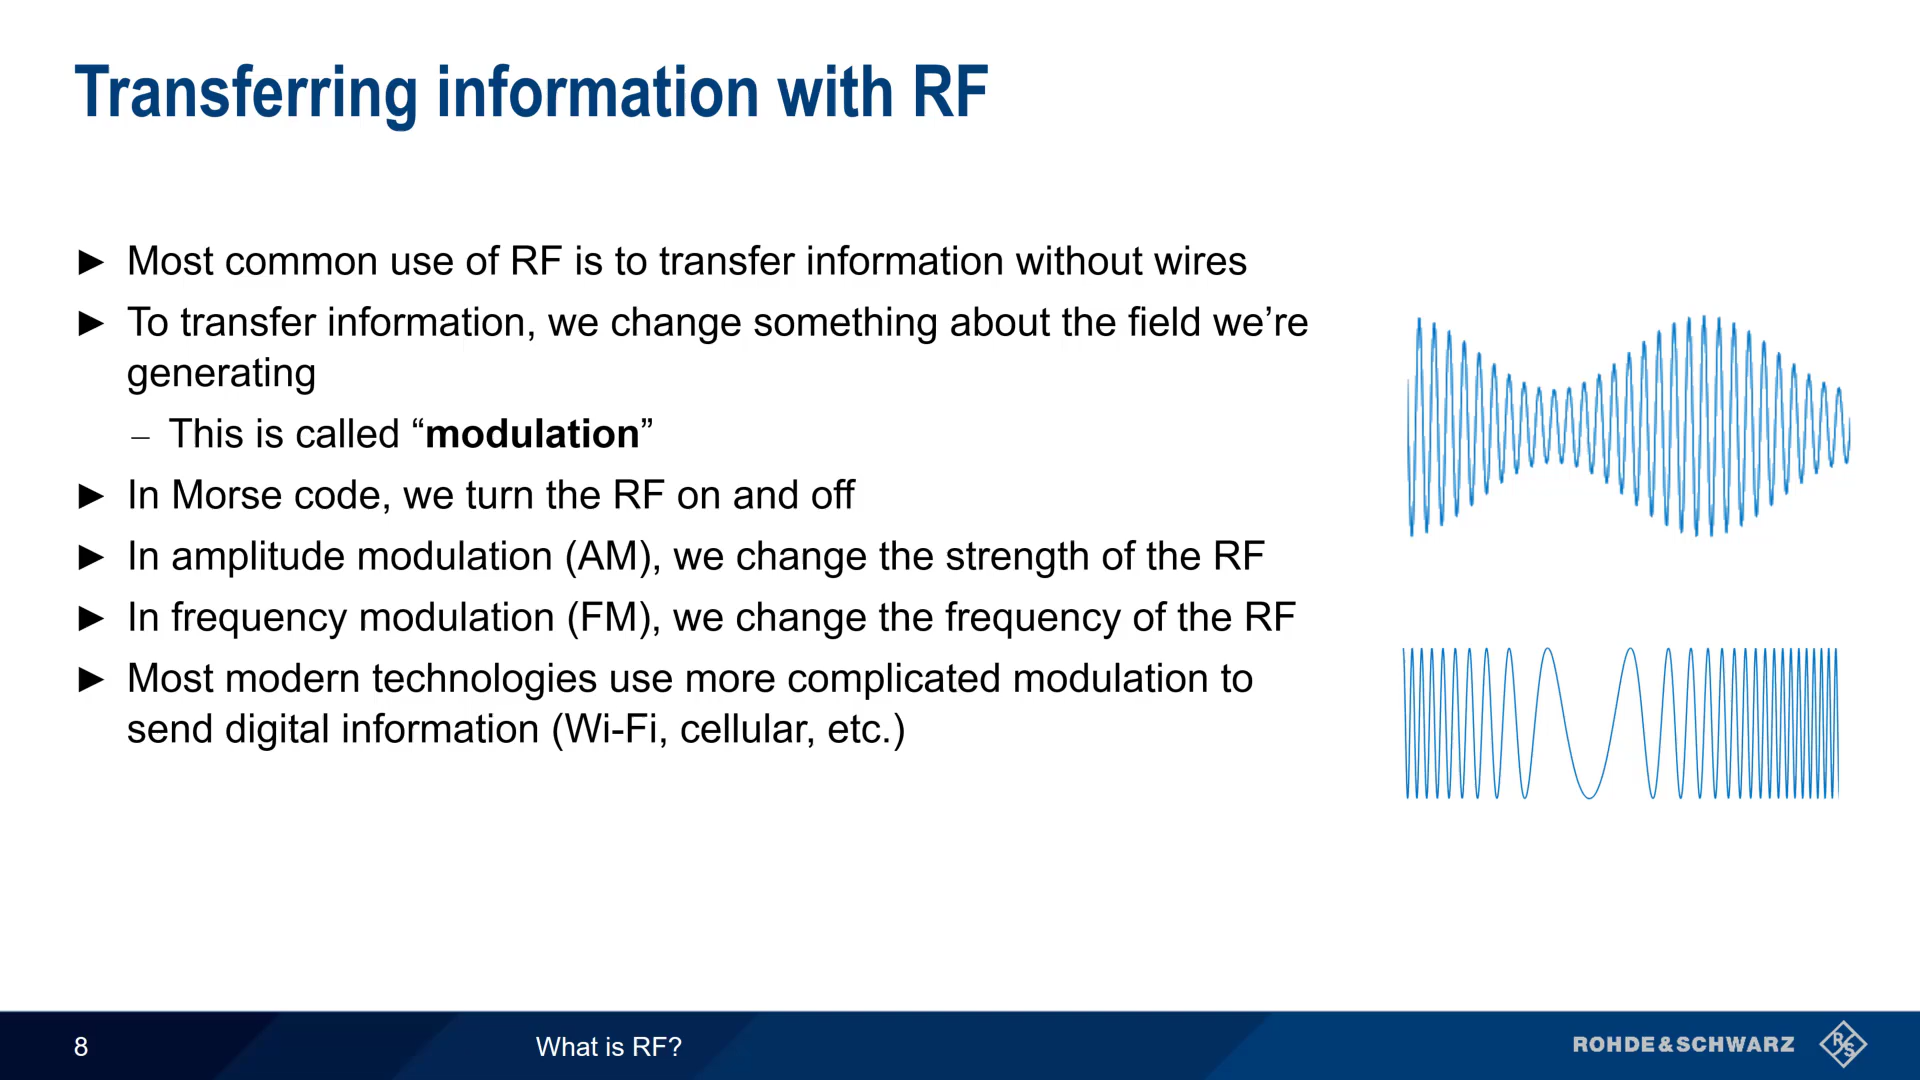 Transferring information with RF
► Most common use of RF is to transfer information without wires
► To transfer information, we change something about the field we’re
generating
– This is called “modulation”
► In Morse code, we turn the RF on and off
► In amplitude modulation (AM), we change the strength of the RF
► In frequency modulation (FM), we change the frequency of the RF
► Most modern technologies use more complicated modulation to
send digital information (Wi-Fi, cellular, etc.)
8
What is RF?
ROHDE&SCHWARZ
R&S